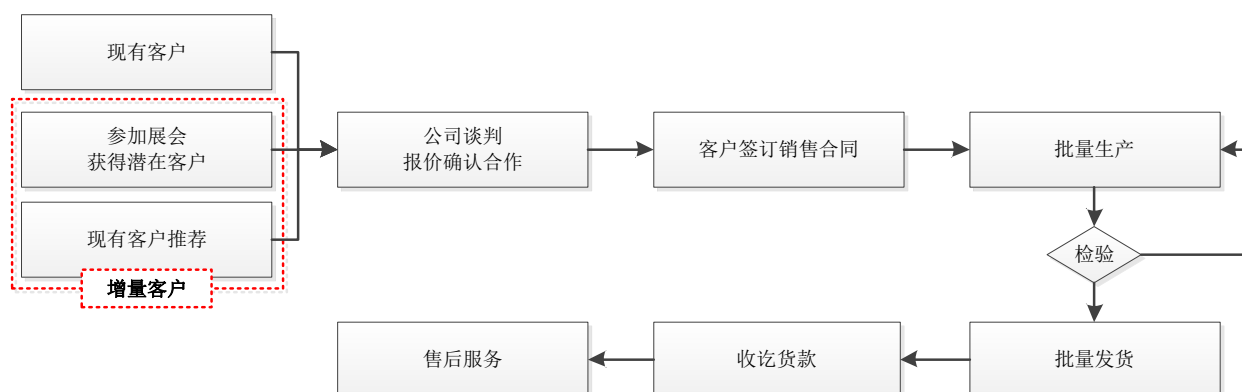 现有客户
参加展会
获得潜在客户
现有客户推荐
增量客户
公司谈判
报价确认合作
客户签订销售合同
批量生产
检验
批量发货
收讫货款
售后服务